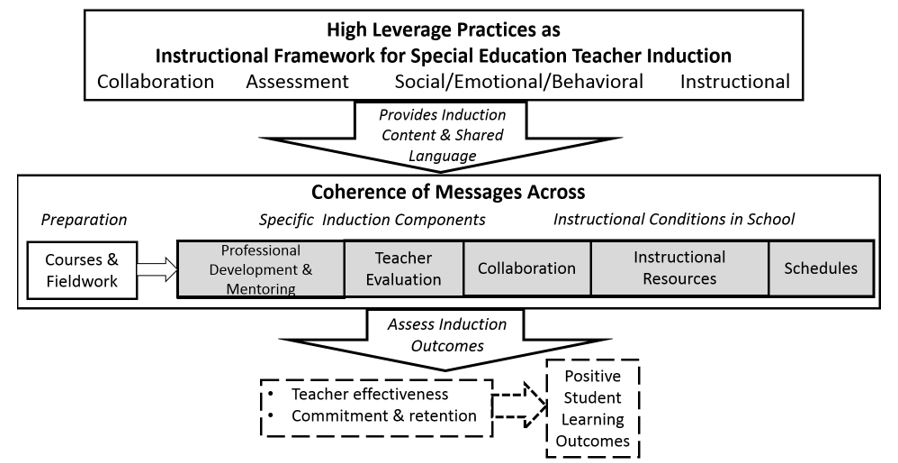 High Leverage Practices as
Instructional Framework for Special Education Teacher Induction
Collaboration Assessment Social/Emotional/Behavioral Instructional
Provides Induction
Content & Shared
Language
Coherence of Messages Across
Preparation Specific Induction Components Instructional Conditions in School
Courses &
Fieldwork
Professional
Development &
Mentoring
Teacher
Evaluation
Collaboration
Instructional
Resources
Schedules
Assess Induction
Outcomes
• Teacher effectiveness
• Commitment & retention
Positive
Student
Learning
Outcomes